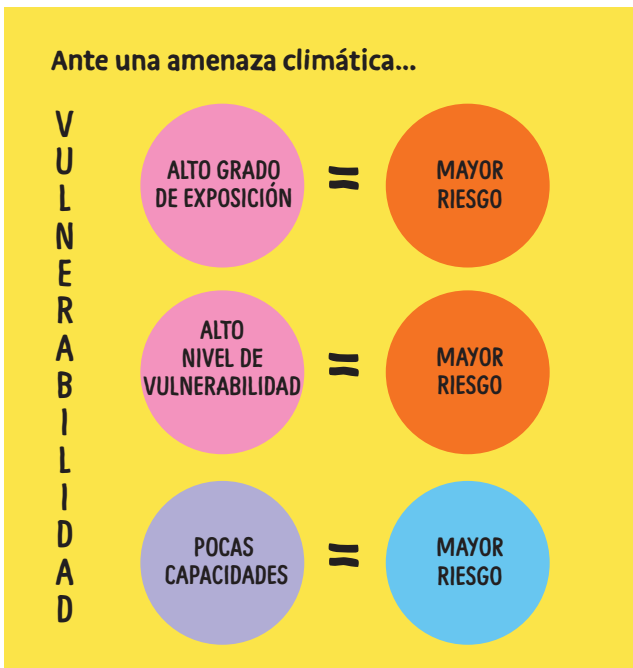 Ante una amenaza climática...
VULNERABILIDAD
ALTO GRADO
DE EXPOSICIÓN
=
MAYOR
RIESGO
ALTO
NIVEL DE
VULNERABILIDAD
=
MAYOR
RIESGO
POCAS
CAPACIDADES
=
MAYOR
RIESGO